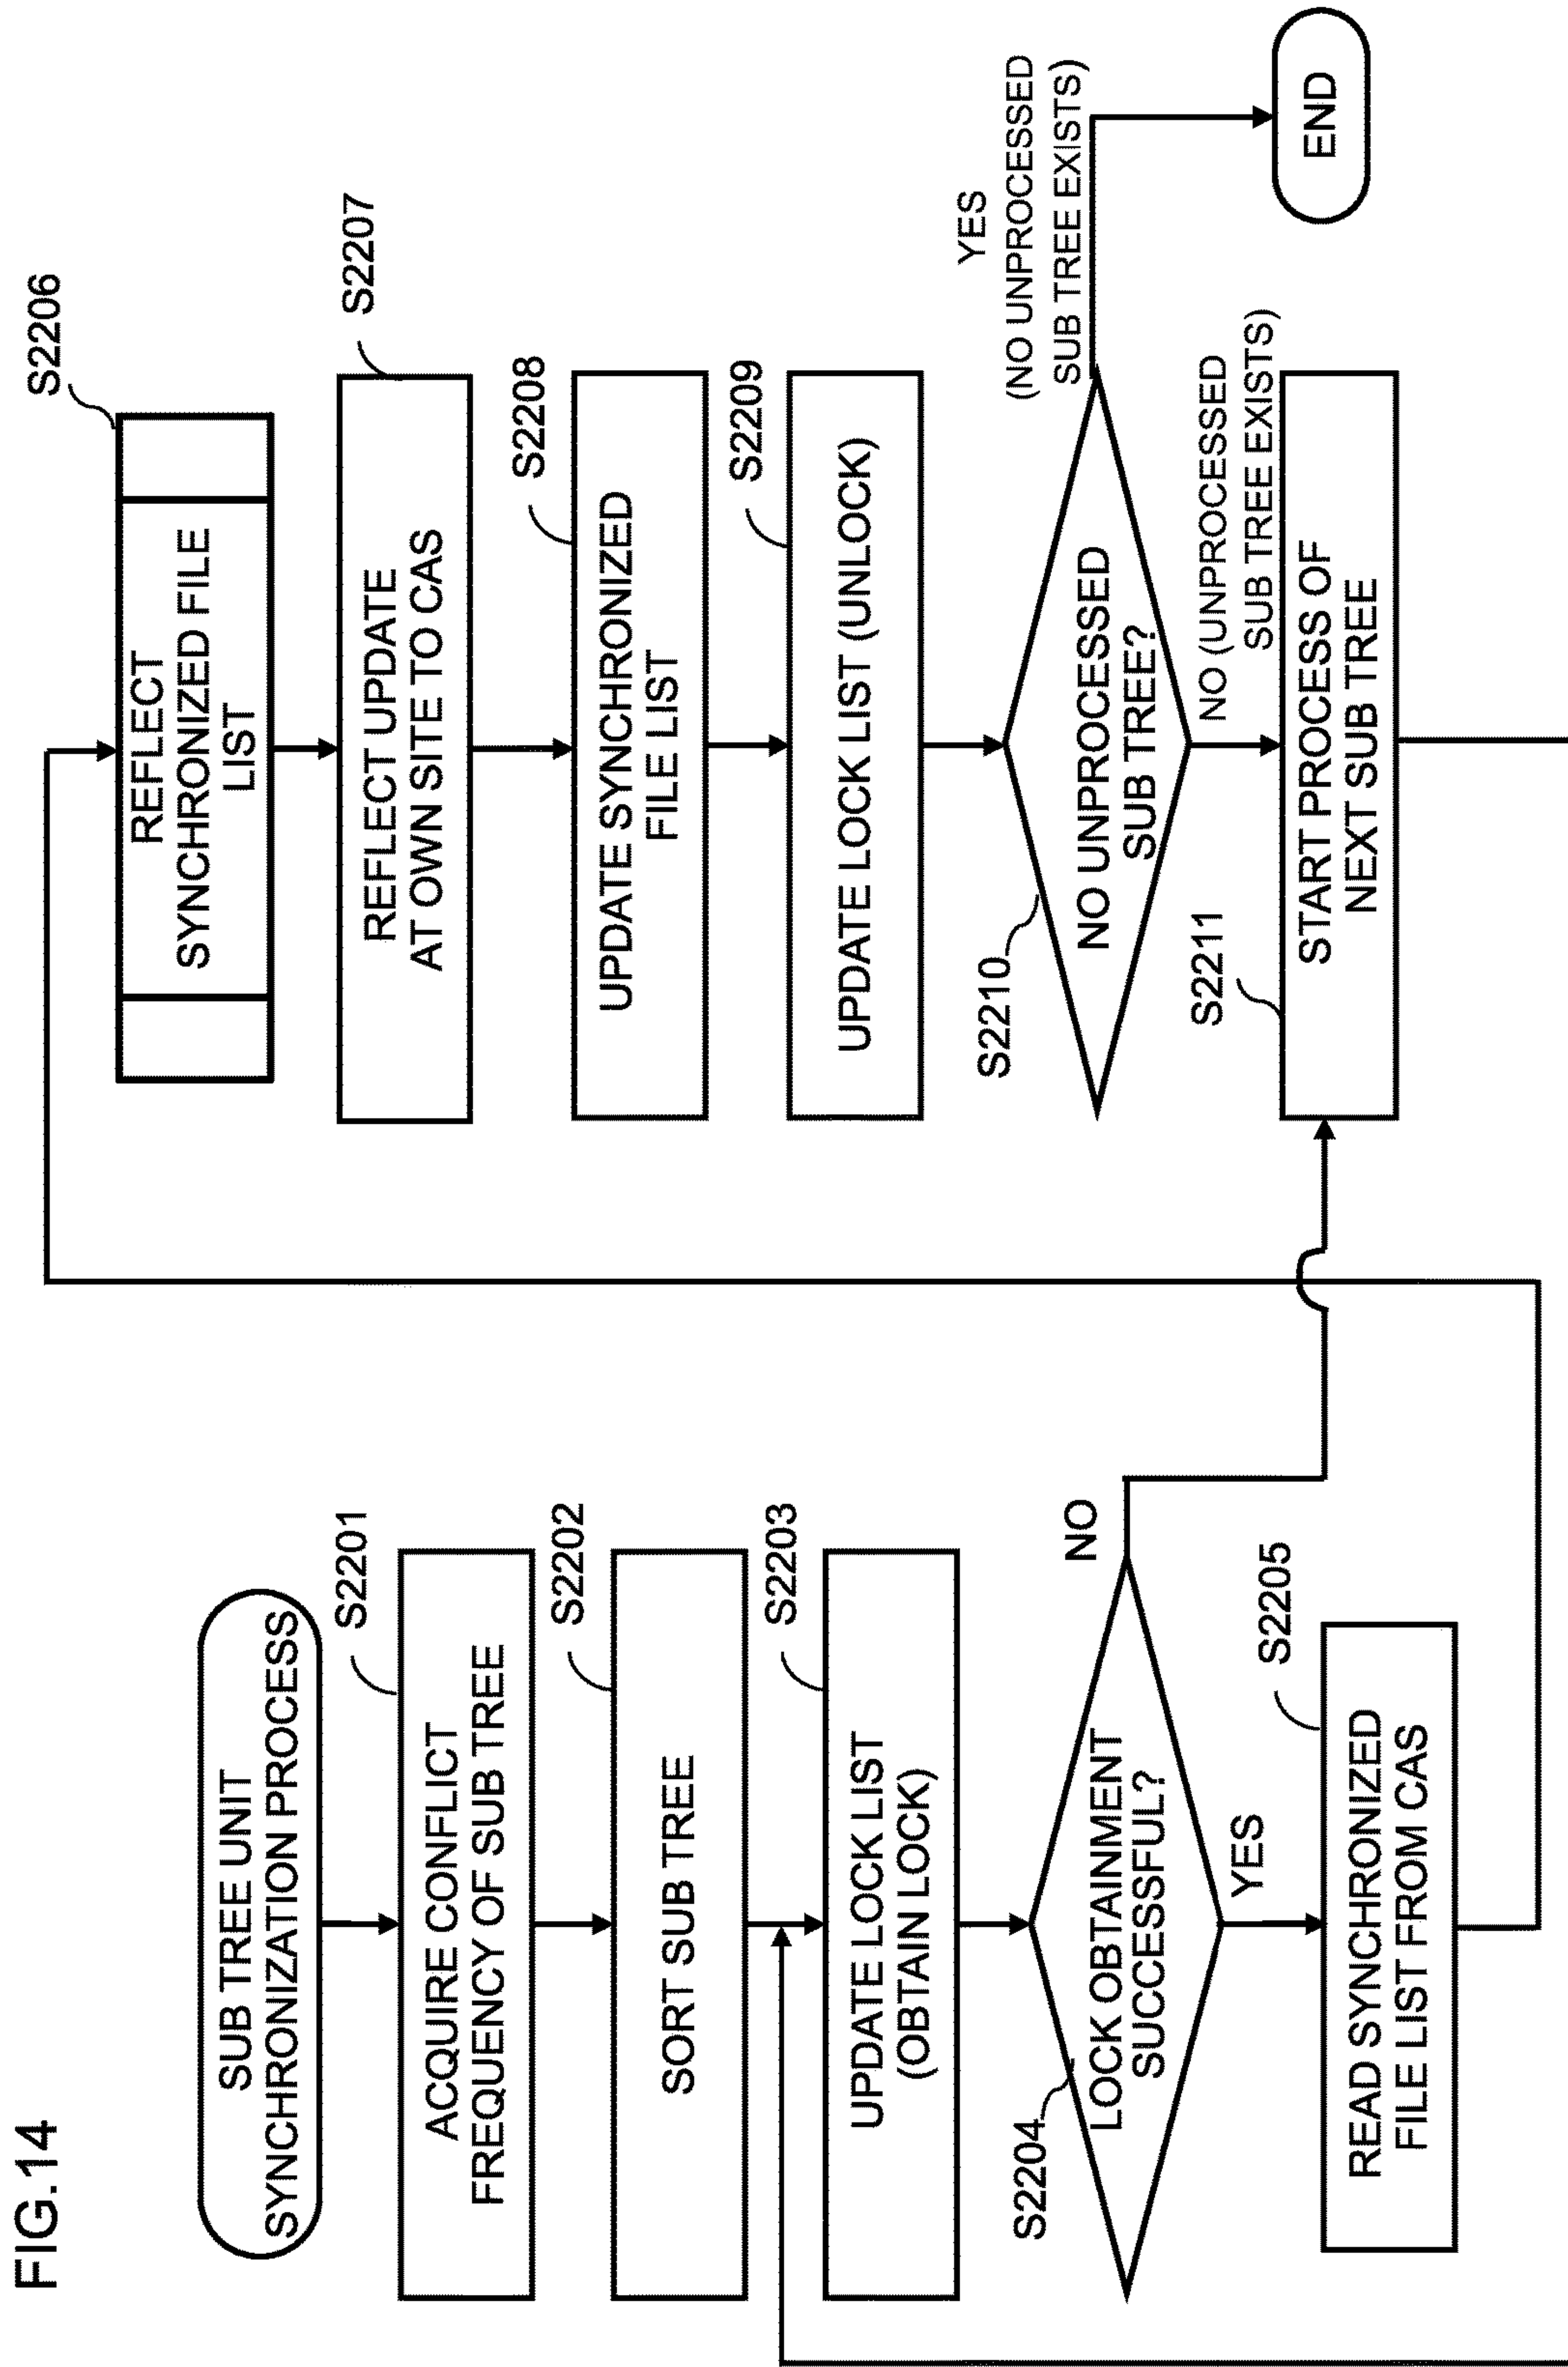 FIG.14
SUB TREE UNIT
SYNCHRONIZATION PROCESS
S2201
ACQUIRE CONFLICT
FREQUENCY OF SUB TREE
S2202
SORT SUB TREE
S2203
UPDATE LOCK LIST
(OBTAIN LOCK)
S2204
LOCK OBTAINMENT
SUCCESSFUL?
NO
YES
S2205
READ SYNCHRONIZED
FILE LIST FROM CAS
S2206
REFLECT
SYNCHRONIZED FILE
LIST
S2207
REFLECT UPDATE
AT OWN SITE TO CAS
S2208
UPDATE SYNCHRONIZED
FILE LIST
S2209
UPDATE LOCK LIST (UNLOCK)
S2210
NO UNPROCESSED
SUB TREE?
YES
(NO UNPROCESSED
SUB TREE EXISTS)
NO (UNPROCESSED
SUB TREE EXISTS)
S2211
START PROCESS OF
NEXT SUB TREE
END